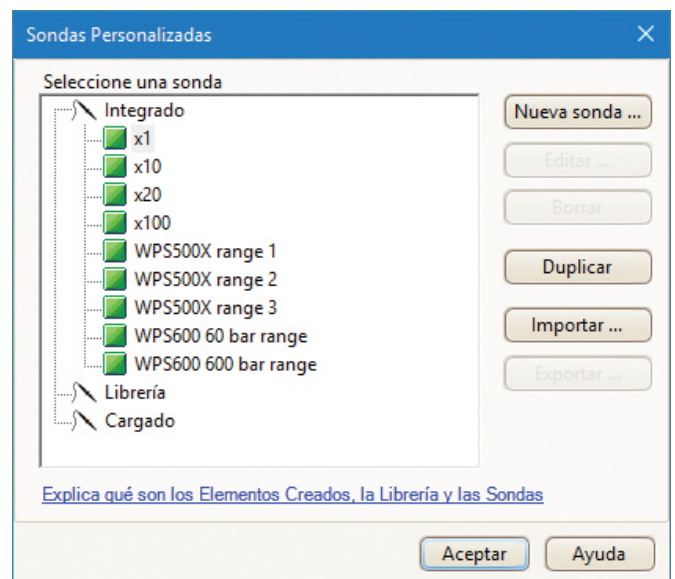 Sondas Personalizadas
Seleccione una sonda
Integrado
x1
x10
x20
x100
WPS500X range 1
WPS500X range 2
WPS500X range 3
WPS600 60 bar range
WPS600 600 bar range
Librería
Cargado
Nueva sonda ...
Editar ...
Borrar
Duplicar
Importar ...
Exportar ...
Explica qué son los Elementos Creados, la Librería y las Sondas
Aceptar
Ayuda